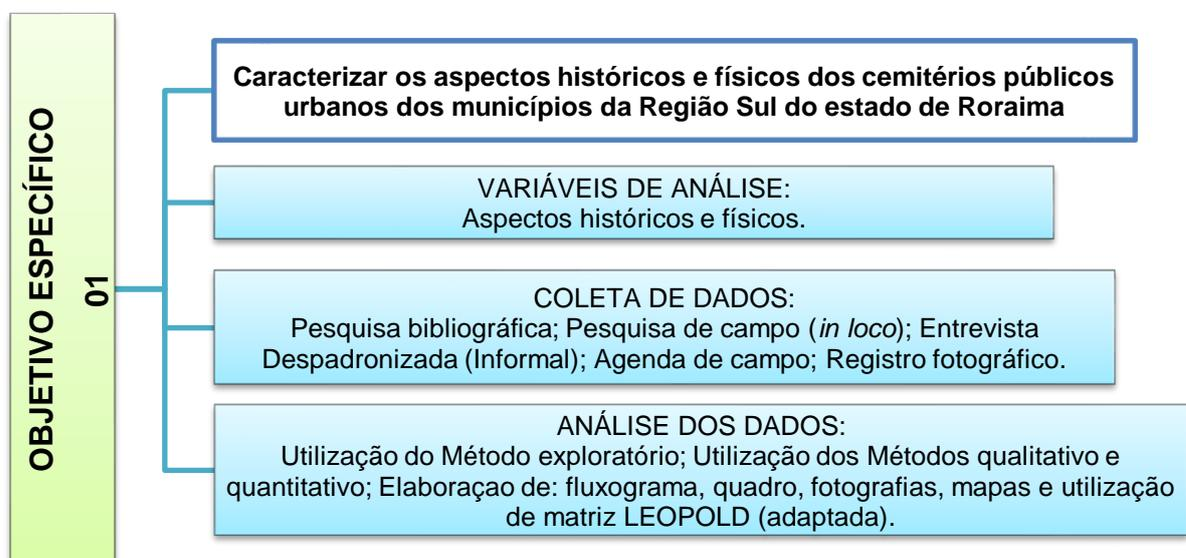 OBJETIVO ESPECÍFICO
01
Caracterizar os aspectos históricos e físicos dos cemitérios públicos
urbanos dos municípios da Região Sul do estado de Roraima
VARIÁVEIS DE ANÁLISE:
Aspectos históricos e físicos.
COLETA DE DADOS:
Pesquisa bibliográfica; Pesquisa de campo (in loco); Entrevista
Despadronizada (Informal); Agenda de campo; Registro fotográfico.
ANÁLISE DOS DADOS:
Utilização do Método exploratório; Utilização dos Métodos qualitativo e
quantitativo; Elaboraçao de: fluxograma, quadro, fotografias, mapas e utilização
de matriz LEOPOLD (adaptada).